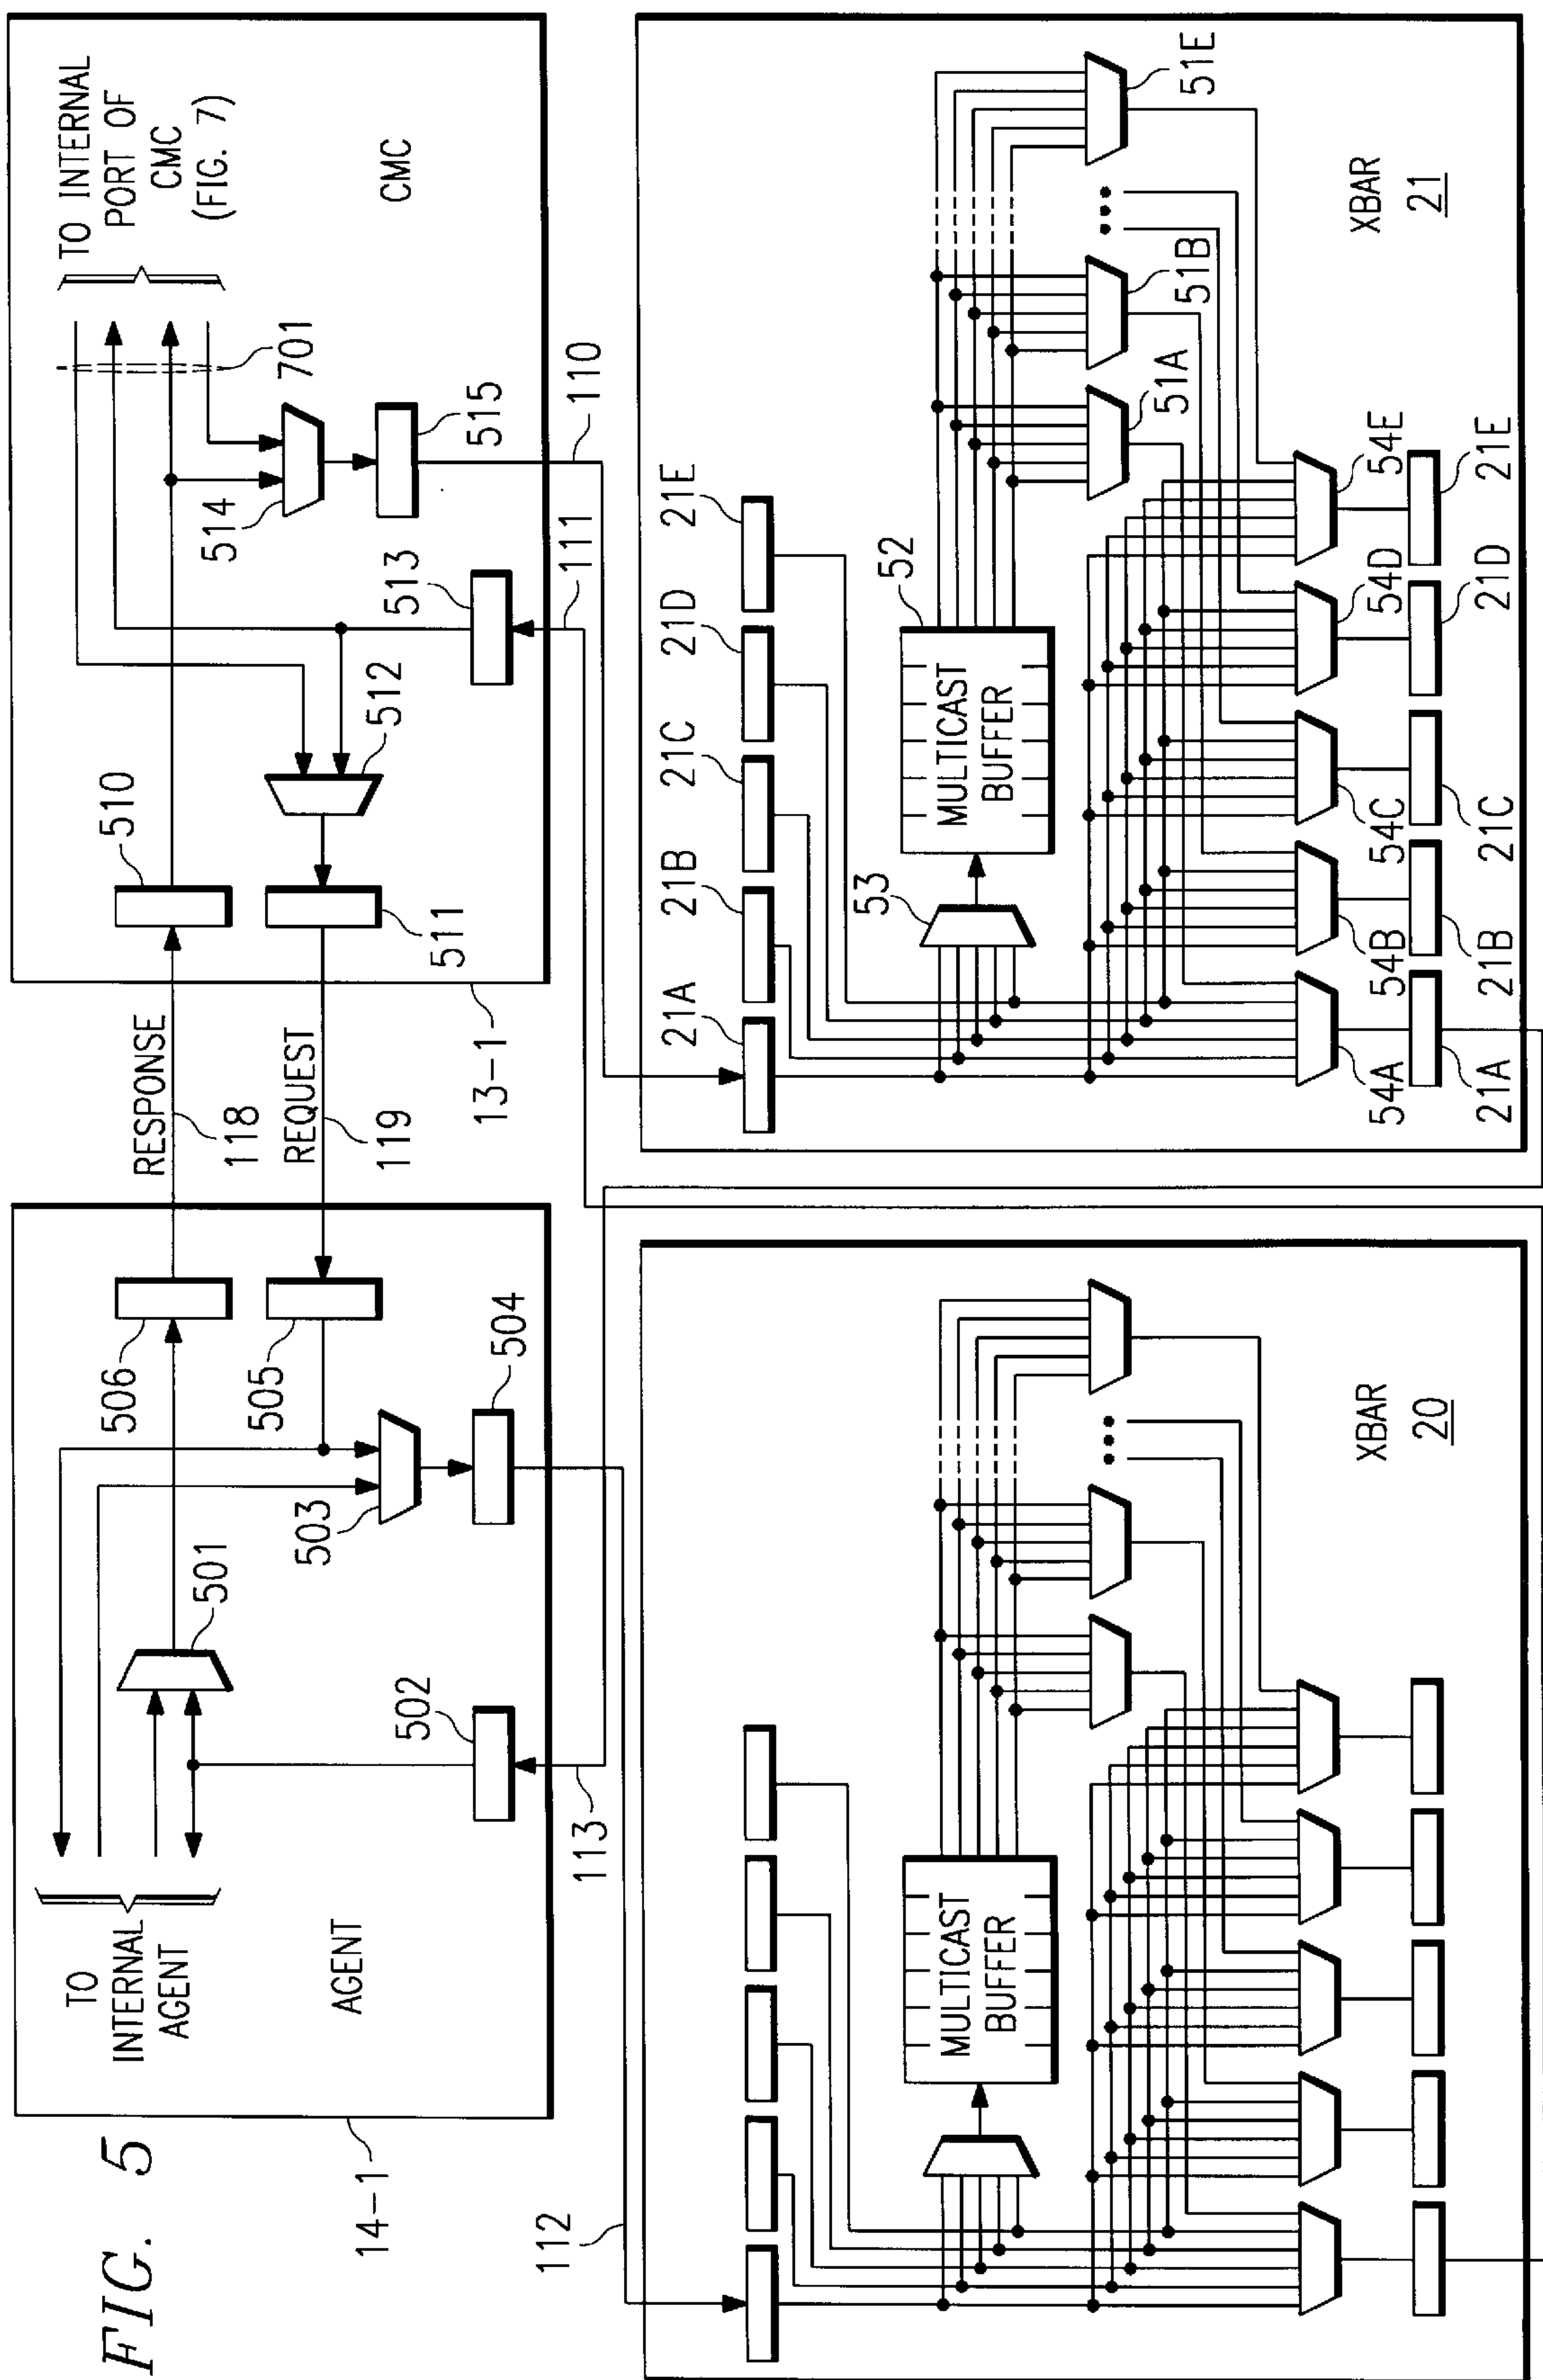 FIG. 5
TO
INTERNAL
AGENT
AGENT
14-1
501
502
503
504
505
506
113
112
RESPONSE
118
REQUEST
119
13-1
510
511
512
513
514
515
701
TO INTERNAL
PORT OF
CMC
(FIG. 7)
CMC
111
110
MULTICAST
BUFFER
XBAR
20
21A
21B
21C
21D
21E
53
52
MULTICAST
BUFFER
51A
51B
51E
54A
54B
54C
54D
54E
21A
21B
21C
21D
21E
XBAR
21